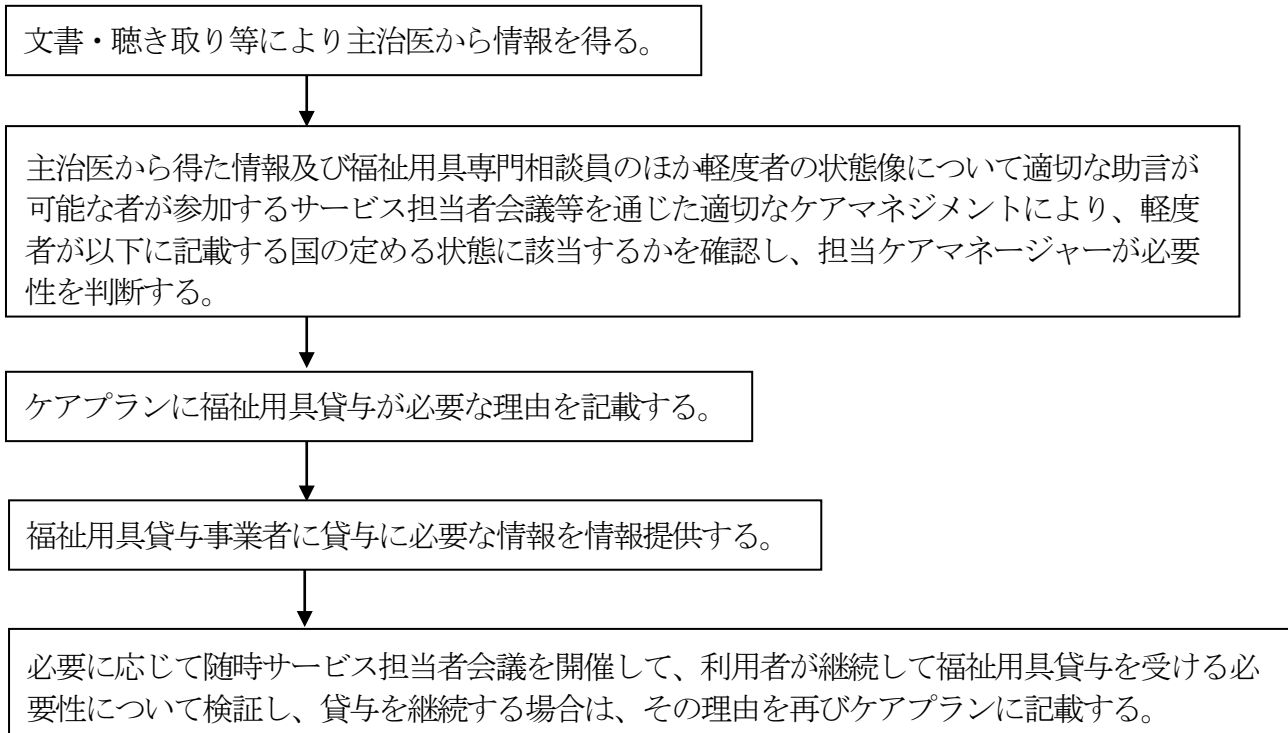 文書・聴き取り等により主治医から情報を得る。
主治医から得た情報及び福祉用具専門相談員のほか軽度者の状態像について適切な助言が
可能な者が参加するサービス担当者会議等を通じた適切なケアマネジメントにより、軽度
者が以下に記載する国の定める状態に該当するかを確認し、担当ケアマネージャーが必要
性を判断する。
ケアプランに福祉用具貸与が必要な理由を記載する。
福祉用具貸与事業者に貸与に必要な情報を情報提供する。
必要に応じて随時サービス担当者会議を開催して、利用者が継続して福祉用具貸与を受ける必
要性について検証し、貸与を継続する場合は、その理由を再びケアプランに記載する。